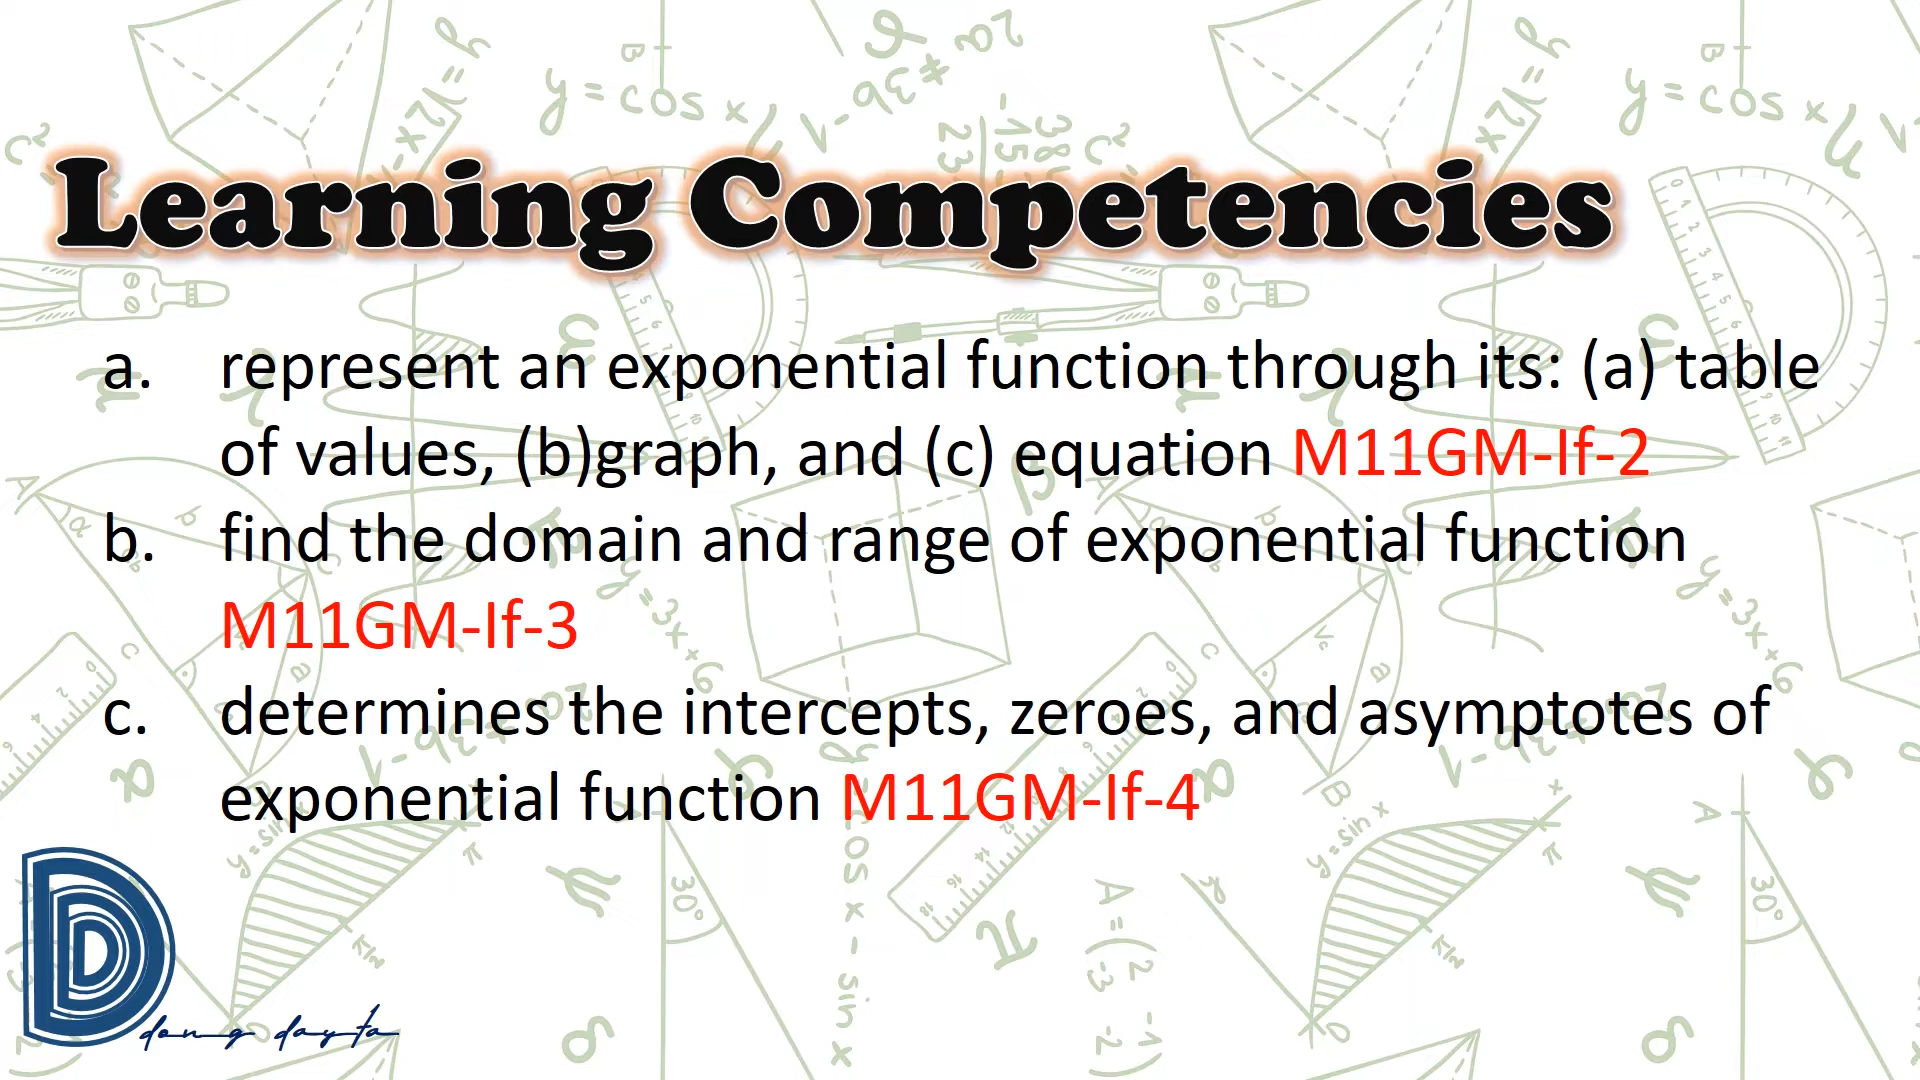 Learning Competencies
a. represent an exponential function through its: (a) table
of values, (b)graph, and (c) equation M11GM-If-2
b. find the domain and range of exponential function
M11GM-If-3
c. determines the intercepts, zeroes, and asymptotes of
exponential function M11GM-If-4
dong dayta